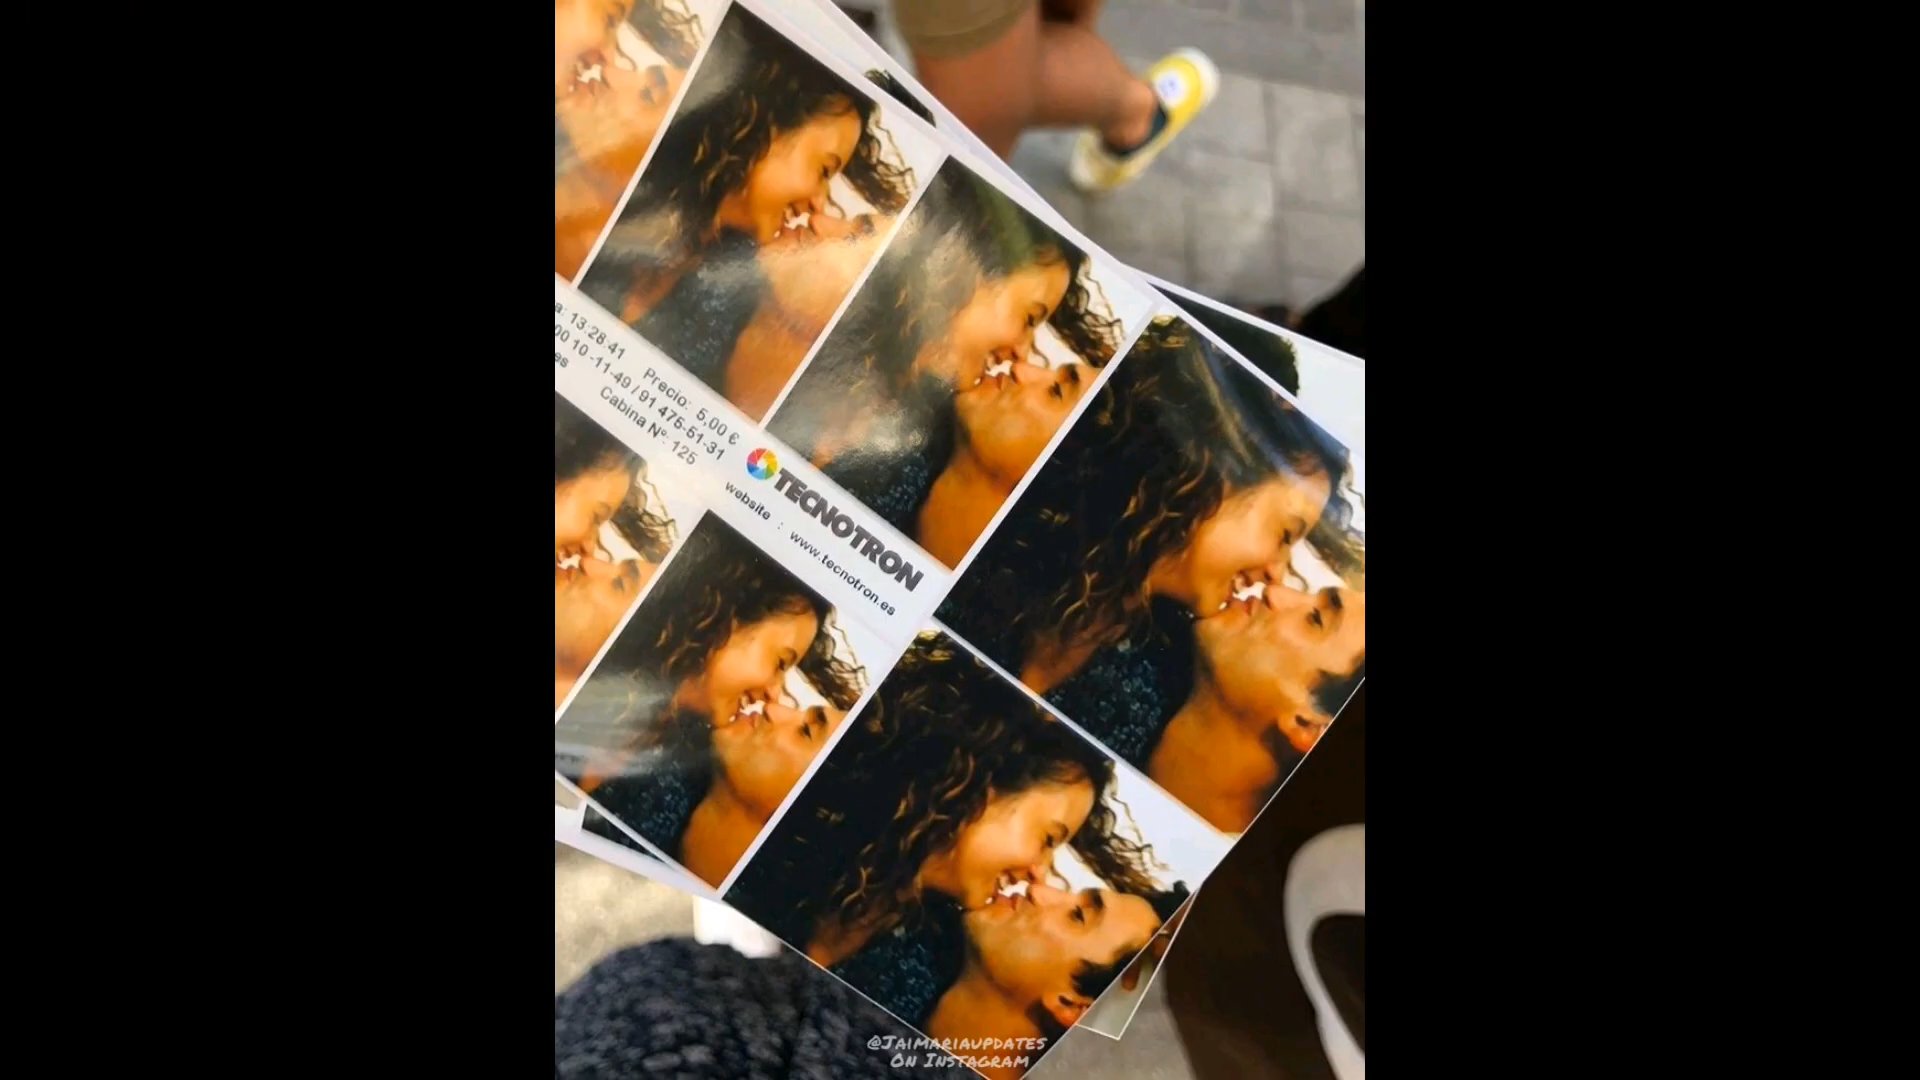 a: 13:28:41 Precio: 5,00 €
00 10 -11-49 / 91 475-51-31
es Cabina Nº: 125
TECNOTRON
website : www.tecnotron.es
@Jaimariaupdates
On Instagram